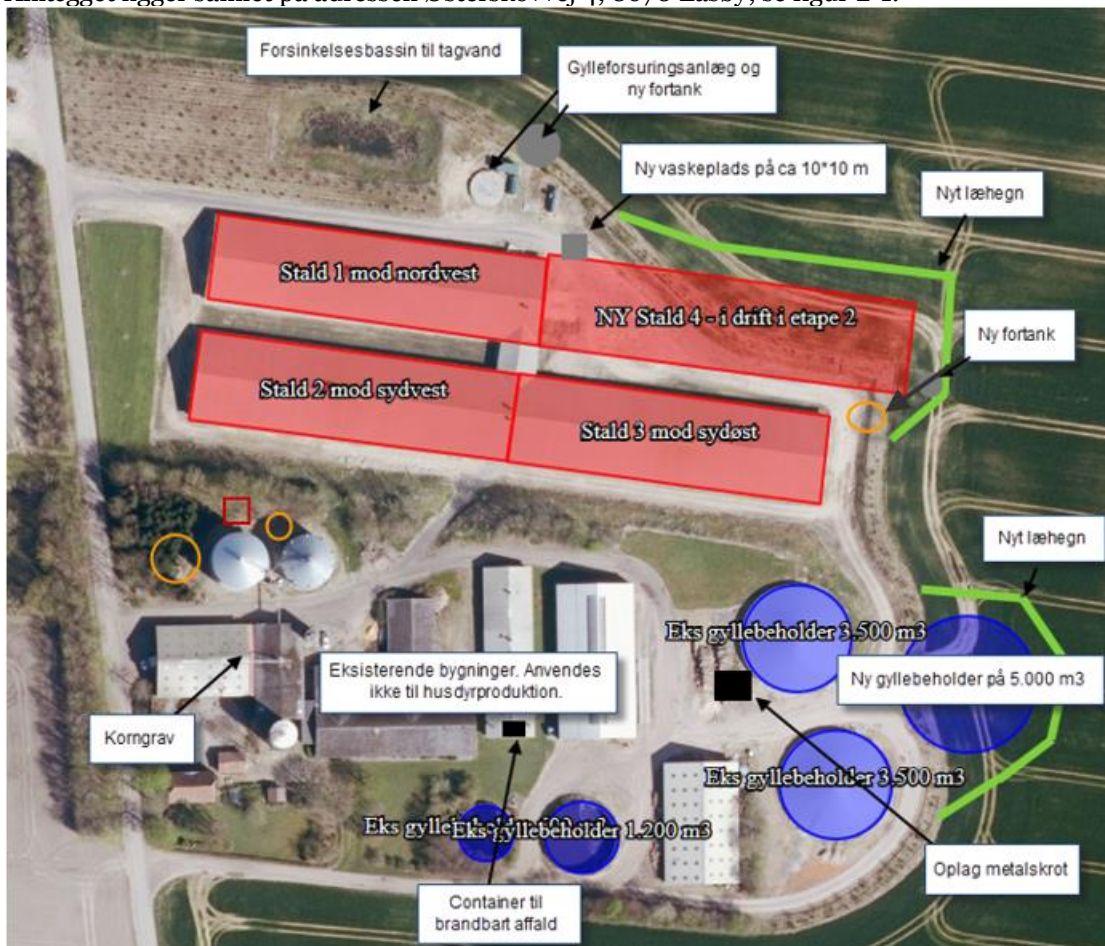 Forsinkelsesbassin til tagvand
Gylleforsuringsanlæg og
ny fortank
Ny vaskeplads på ca 10*10 m
Nyt læhegn
Stald 1 mod nordvest
NY Stald 4 - i drift i etape 2
Ny fortank
Stald 2 mod sydvest
Stald 3 mod sydøst
Nyt læhegn
Eks gyllebeholder 3.500 m3
Eksisterende bygninger. Anvendes
ikke til husdyrproduktion.
Ny gyllebeholder på 5.000 m3
Korngrav
Eks gyllebeholder 3.500 m3
Eks gyllebeholder 1.200 m3
Oplag metalskrot
Container til
brandbart affald